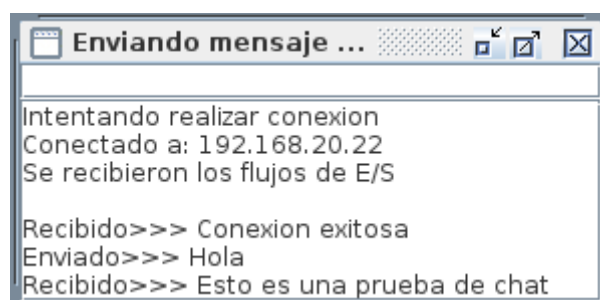 Enviando mensaje ...
Intentando realizar conexion
Conectado a: 192.168.20.22
Se recibieron los flujos de E/S
Recibido>>> Conexion exitosa
Enviado>>> Hola
Recibido>>> Esto es una prueba de chat